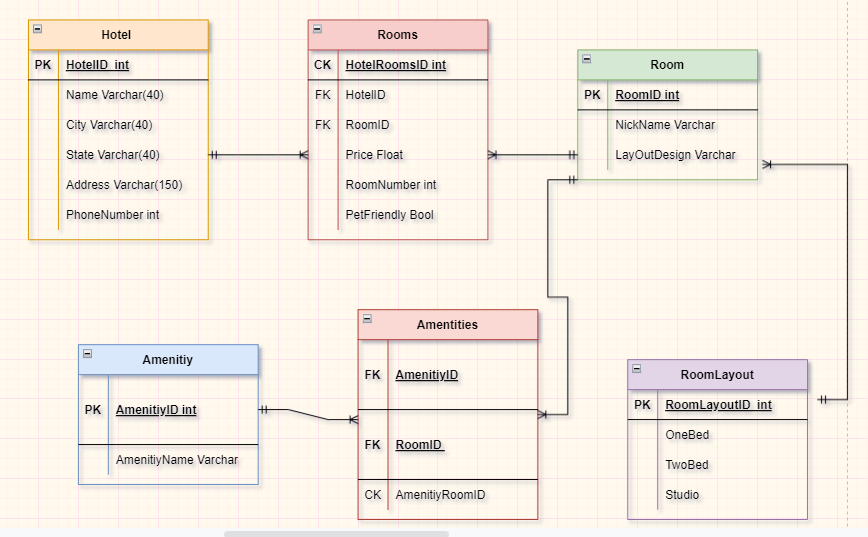 Hotel
PK HotelID int
Name Varchar(40)
City Varchar(40)
State Varchar(40)
Address Varchar(150)
PhoneNumber int
Rooms
CK HotelRoomsID int
FK HotelID
FK RoomID
Price Float
RoomNumber int
PetFriendly Bool
Room
PK RoomID int
NickName Varchar
LayOutDesign Varchar
Amenitiy
PK AmenitiyID int
AmenitiyName Varchar
Amentities
FK AmenitiyID
FK RoomID
CK AmenitiyRoomID
RoomLayout
PK RoomLayoutID int
OneBed
TwoBed
Studio